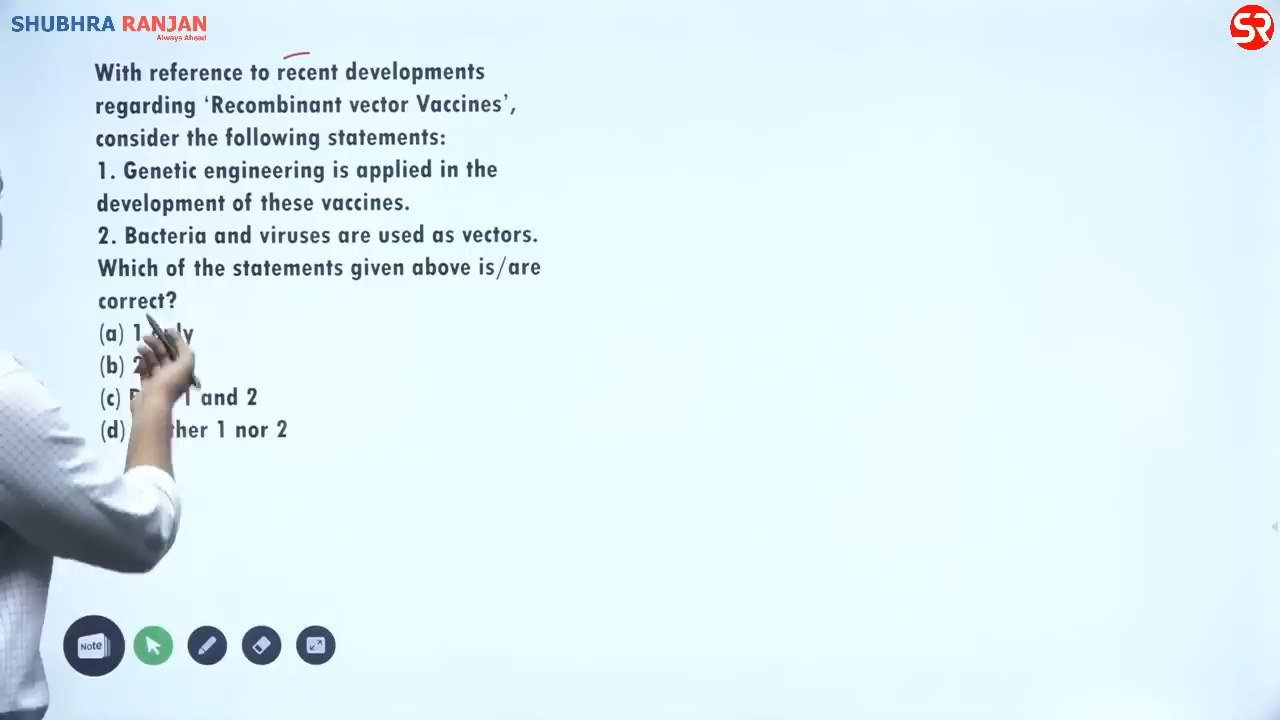 SHUBHRA RANJAN
Always Ahead
SR
With reference to recent developments
regarding ‘Recombinant vector Vaccines’,
consider the following statements:
1. Genetic engineering is applied in the
development of these vaccines.
2. Bacteria and viruses are used as vectors.
Which of the statements given above is/are
correct?
(a) 1
(b) 2
(c) 1 and 2
(d) 1 nor 2
Note